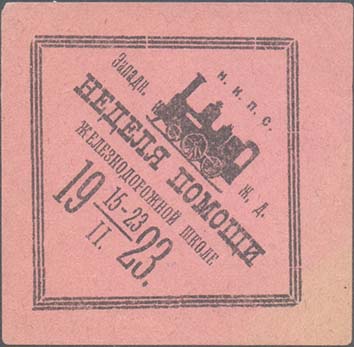 Н. К. П. С.
Западн. Ж. Д.
НЕДЕЛЯ ПОМОЩИ
ЖЕЛЕЗНОДОРОЖНОЙ ШКОЛЕ
19 15-23 23.
II.